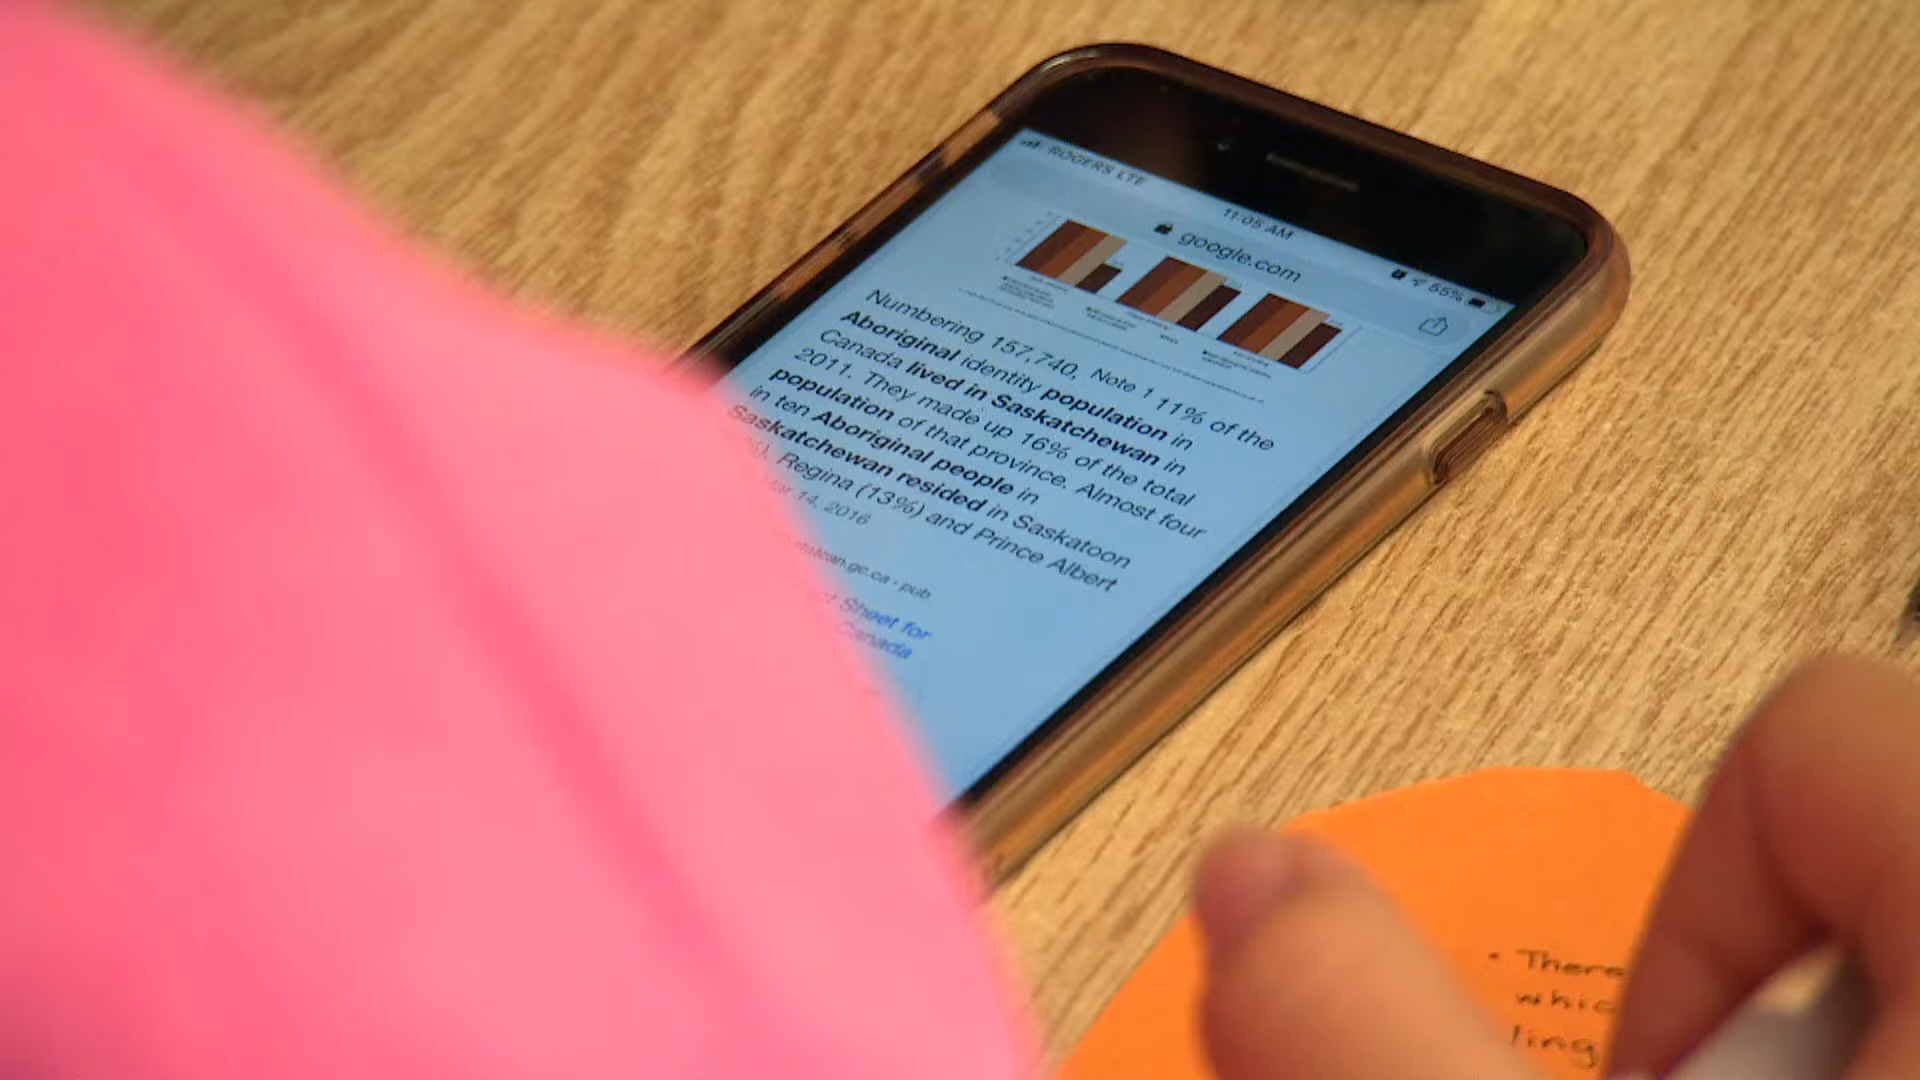 ROGERS LTE
11:05 AM
55%
google.com
Numbering 157,740, Note 1 11% of the
Aboriginal identity population in
Canada lived in Saskatchewan in
2011. They made up 16% of the total
population of that province. Almost four
in ten Aboriginal people in
Saskatchewan resided in Saskatoon
%), Regina (13%) and Prince Albert
14, 2016
.gc.ca › pub
Sheet for
Canada
• There
whic
ling